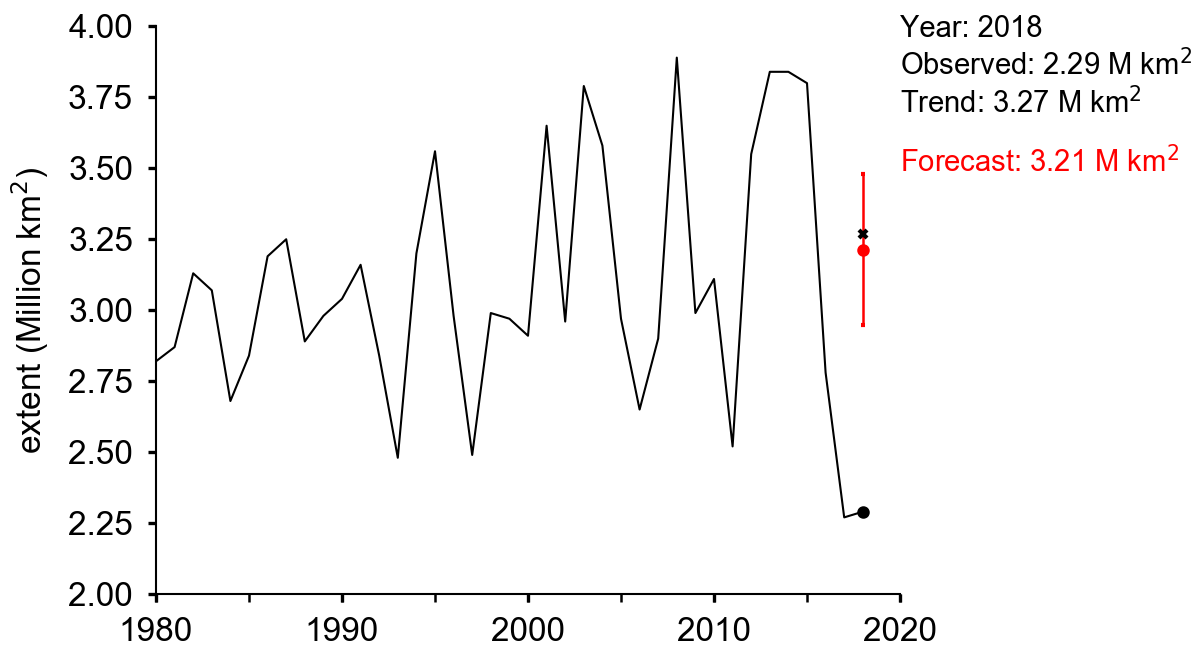 4.00
3.75
3.50
3.25
3.00
2.75
2.50
2.25
2.00
extent (Million km²)
1980
1990
2000
2010
2020
Year: 2018
Observed: 2.29 M km²
Trend: 3.27 M km²
Forecast: 3.21 M km²